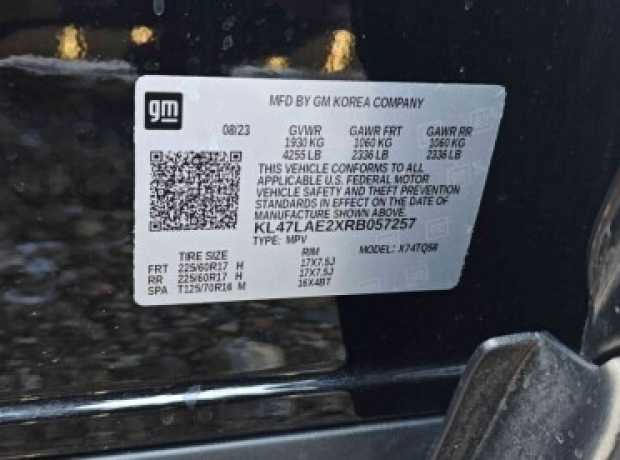 gm
MFD BY GM KOREA COMPANY
08/23 GVWR GAWR FRT GAWR RR
1930 KG 1060 KG 1060 KG
4255 LB 2336 LB 2336 LB
THIS VEHICLE CONFORMS TO ALL
APPLICABLE U.S. FEDERAL MOTOR
VEHICLE SAFETY AND THEFT PREVENTION
STANDARDS IN EFFECT ON THE DATE OF
MANUFACTURE SHOWN ABOVE.
KL47LAE2XRB057257
TYPE: MPV MODEL: X74TQ56
TIRE SIZE RIM
FRT 225/60R17 H 17X7.5J
RR 225/60R17 H 17X7.5J
SPA T125/70R16 M 16X4BT